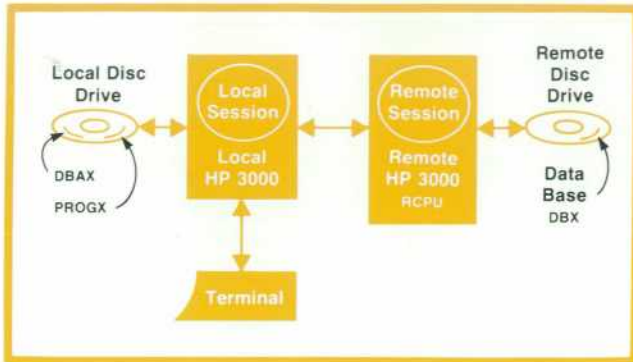 Local Disc
Drive
DBAX
PROGX
Local
Session
Local
HP 3000
Terminal
Remote
Session
Remote
HP 3000
RCPU
Remote
Disc
Drive
Data
Base
DBX